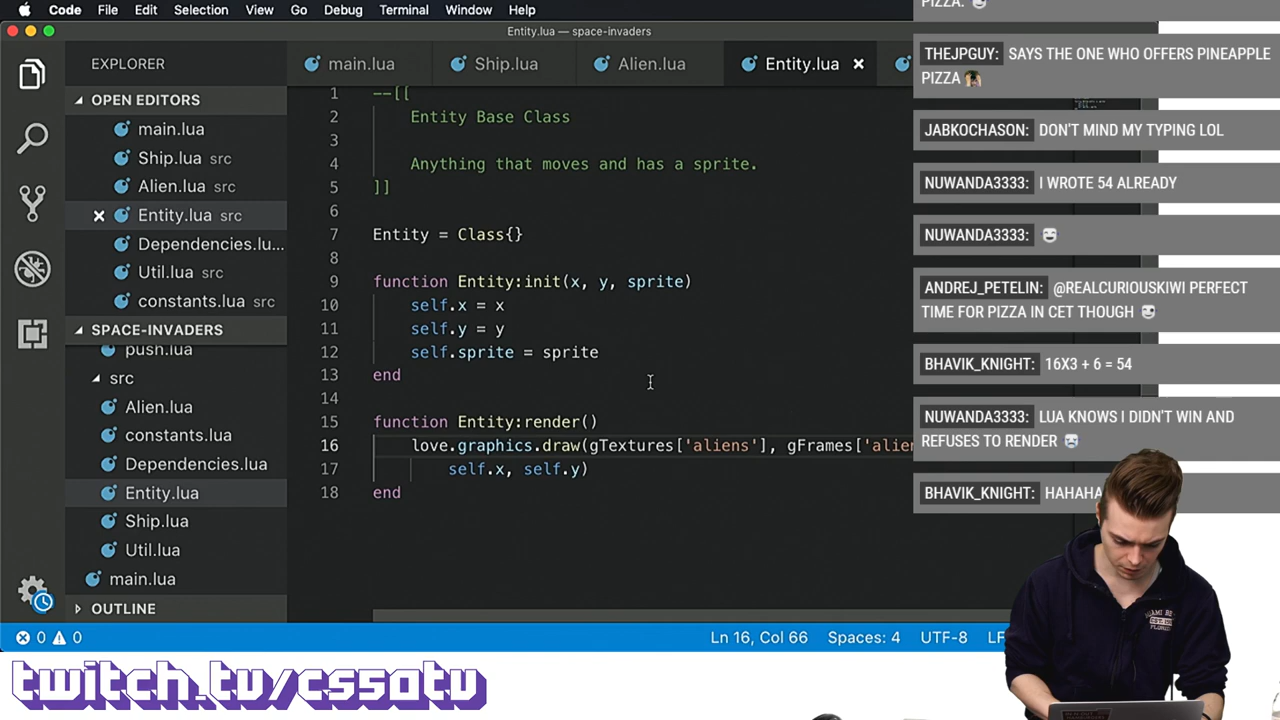 Code File Edit Selection View Go Debug Terminal Window Help
Entity.lua — space-invaders
EXPLORER
OPEN EDITORS
main.lua
Ship.lua src
Alien.lua src
Entity.lua src
Dependencies.lu...
Util.lua src
constants.lua src
SPACE-INVADERS
push.lua
src
Alien.lua
constants.lua
Dependencies.lua
Entity.lua
Ship.lua
Util.lua
main.lua
OUTLINE
main.lua Ship.lua Alien.lua Entity.lua
1 --[[
2 Entity Base Class
3
4 Anything that moves and has a sprite.
5 ]]
6
7 Entity = Class{}
8
9 function Entity:init(x, y, sprite)
10 self.x = x
11 self.y = y
12 self.sprite = sprite
13 end
14
15 function Entity:render()
16 love.graphics.draw(gTextures['aliens'], gFrames['alien
17 self.x, self.y)
18 end
0 0
Ln 16, Col 66 Spaces: 4 UTF-8 LF
PIZZA.
THEJPGUY: SAYS THE ONE WHO OFFERS PINEAPPLE
PIZZA
JABKOCHASON: DON'T MIND MY TYPING LOL
NUWANDA3333: I WROTE 54 ALREADY
NUWANDA3333:
ANDREJ_PETELIN: @REALCURIOUSKIWI PERFECT
TIME FOR PIZZA IN CET THOUGH
BHAVIK_KNIGHT: 16X3 + 6 = 54
NUWANDA3333: LUA KNOWS I DIDN'T WIN AND
REFUSES TO RENDER
BHAVIK_KNIGHT: HAHAHA
twitch.tv/cs50tv